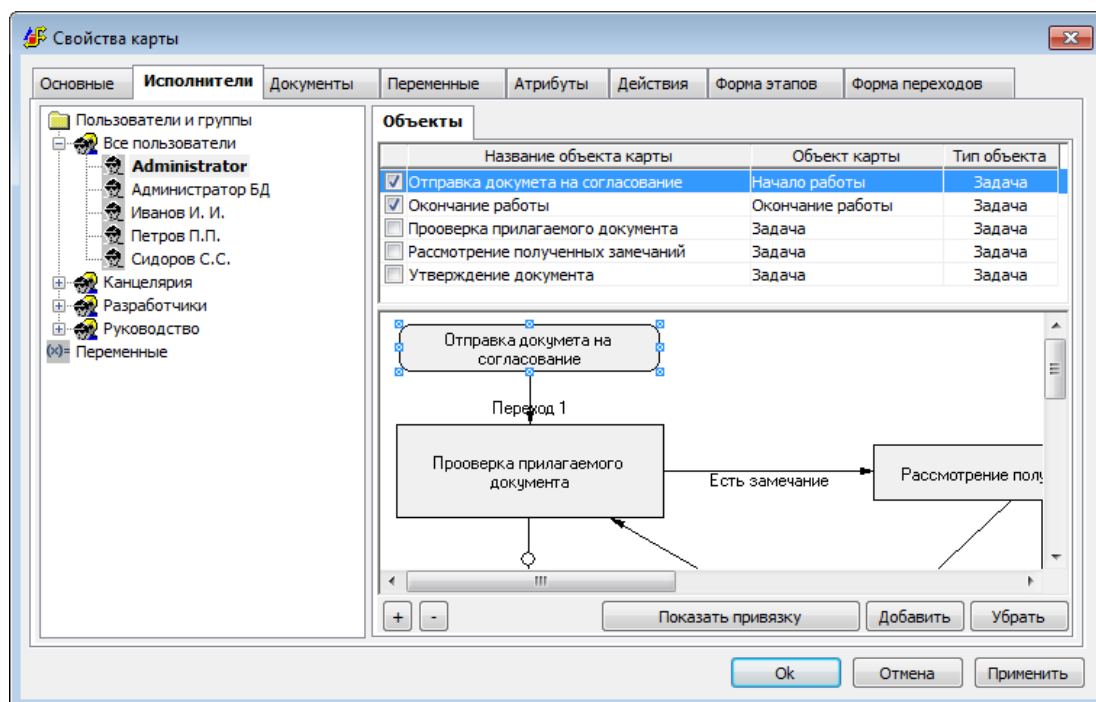 Свойства карты
Основные Исполнители Документы Переменные Атрибуты Действия Форма этапов Форма переходов
Пользователи и группы
Все пользователи
Administrator
Администратор БД
Иванов И. И.
Петров П.П.
Сидоров С.С.
Канцелярия
Разработчики
Руководство
(x)= Переменные
Объекты
Название объекта карты Объект карты Тип объекта
Отправка докумета на согласование Начало работы Задача
Окончание работы Окончание работы Задача
Прооверка прилагаемого документа Задача Задача
Рассмотрение полученных замечаний Задача Задача
Утверждение документа Задача Задача
Отправка докумета на
согласование
Переход 1
Прооверка прилагаемого
документа
Есть замечание
Рассмотрение полу
+ - Показать привязку Добавить Убрать
Ok Отмена Применить